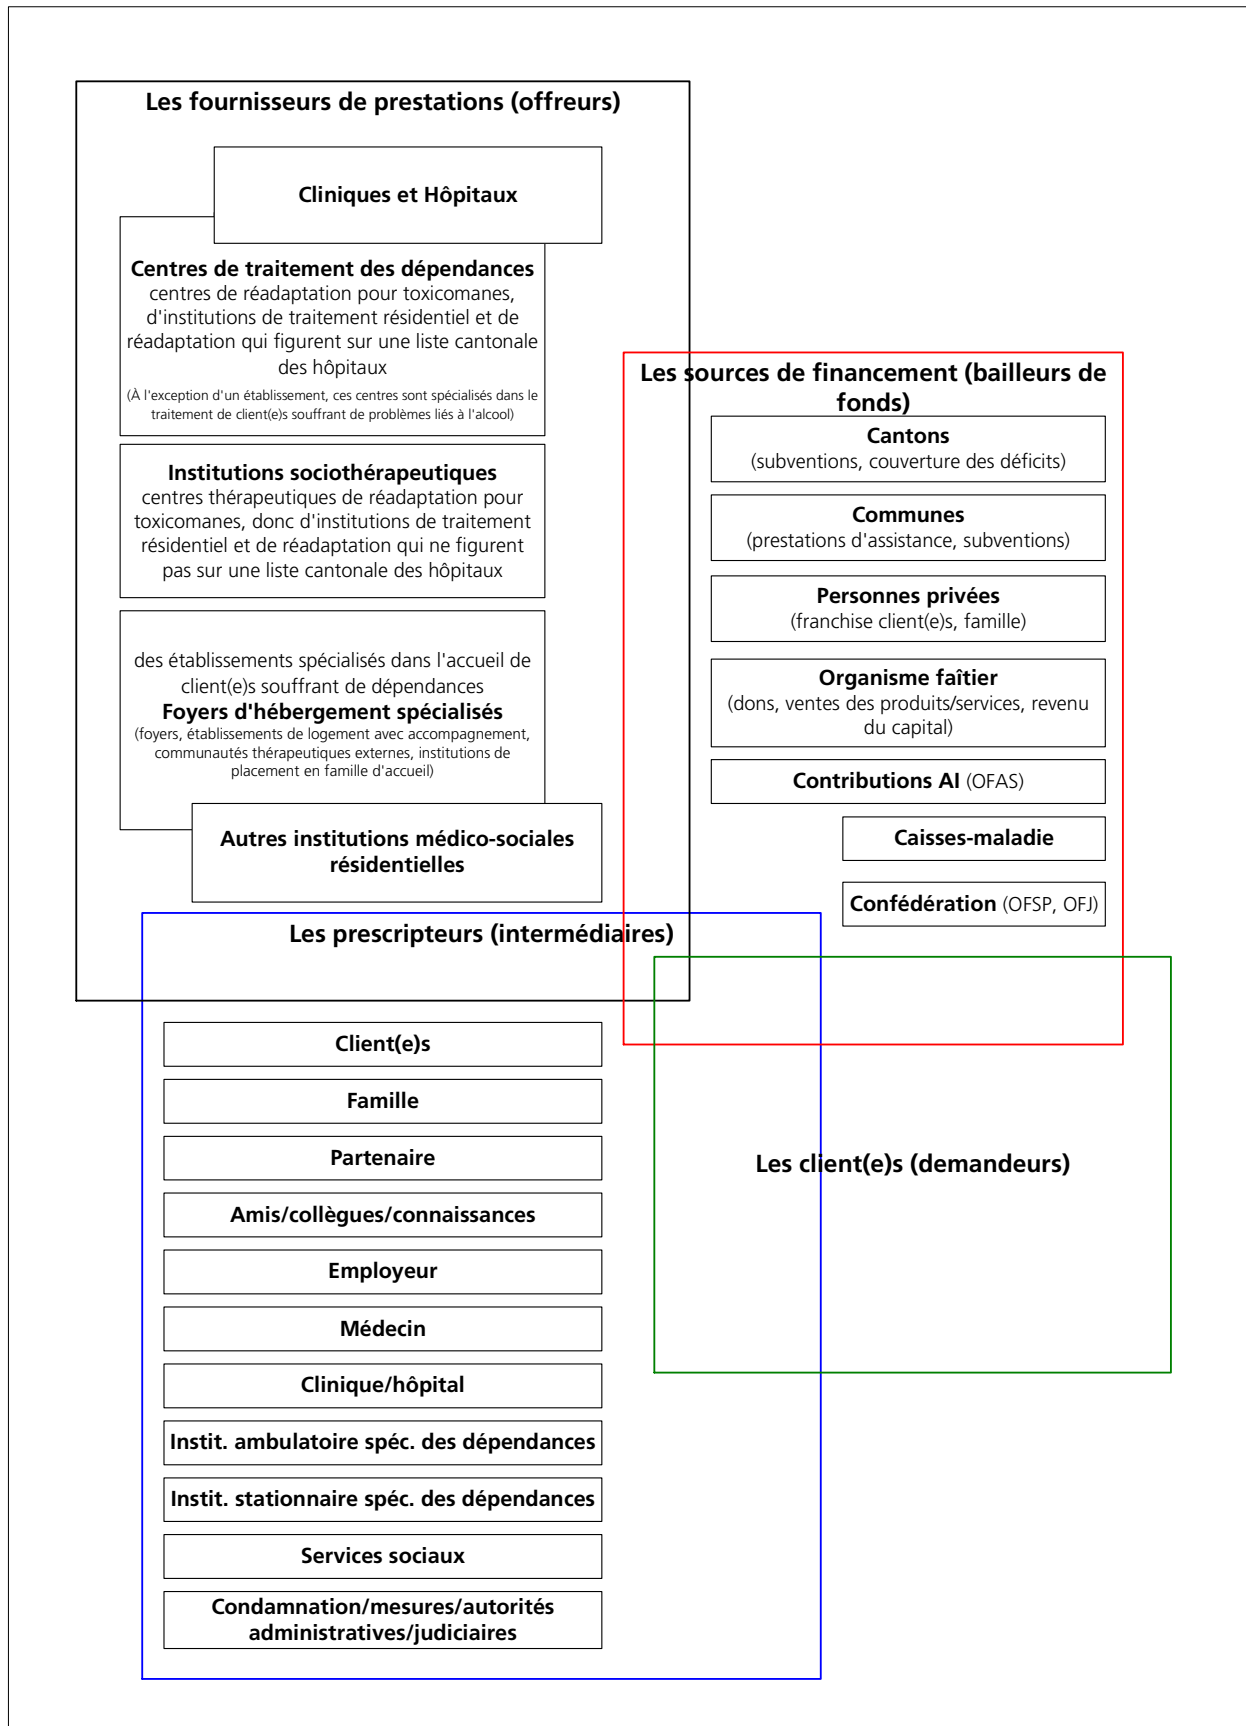 Les fournisseurs de prestations (offreurs)
Cliniques et Hôpitaux
Centres de traitement des dépendances
centres de réadaptation pour toxicomanes,
d'institutions de traitement résidentiel et de
réadaptation qui figurent sur une liste cantonale
des hôpitaux
(À l'exception d'un établissement, ces centres sont spécialisés dans le
traitement de client(e)s souffrant de problèmes liés à l'alcool)
Institutions sociothérapeutiques
centres thérapeutiques de réadaptation pour
toxicomanes, donc d'institutions de traitement
résidentiel et de réadaptation qui ne figurent
pas sur une liste cantonale des hôpitaux
des établissements spécialisés dans l'accueil de
client(e)s souffrant de dépendances
Foyers d'hébergement spécialisés
(foyers, établissements de logement avec accompagnement,
communautés thérapeutiques externes, institutions de
placement en famille d'accueil)
Autres institutions médico-sociales
résidentielles
Les sources de financement (bailleurs de
fonds)
Cantons
(subventions, couverture des déficits)
Communes
(prestations d'assistance, subventions)
Personnes privées
(franchise client(e)s, famille)
Organisme faîtier
(dons, ventes des produits/services, revenu
du capital)
Contributions AI (OFAS)
Caisses-maladie
Confédération (OFSP, OFJ)
Les prescripteurs (intermédiaires)
Client(e)s
Famille
Partenaire
Amis/collègues/connaissances
Employeur
Médecin
Clinique/hôpital
Instit. ambulatoire spéc. des dépendances
Instit. stationnaire spéc. des dépendances
Services sociaux
Condamnation/mesures/autorités
administratives/judiciaires
Les client(e)s (demandeurs)